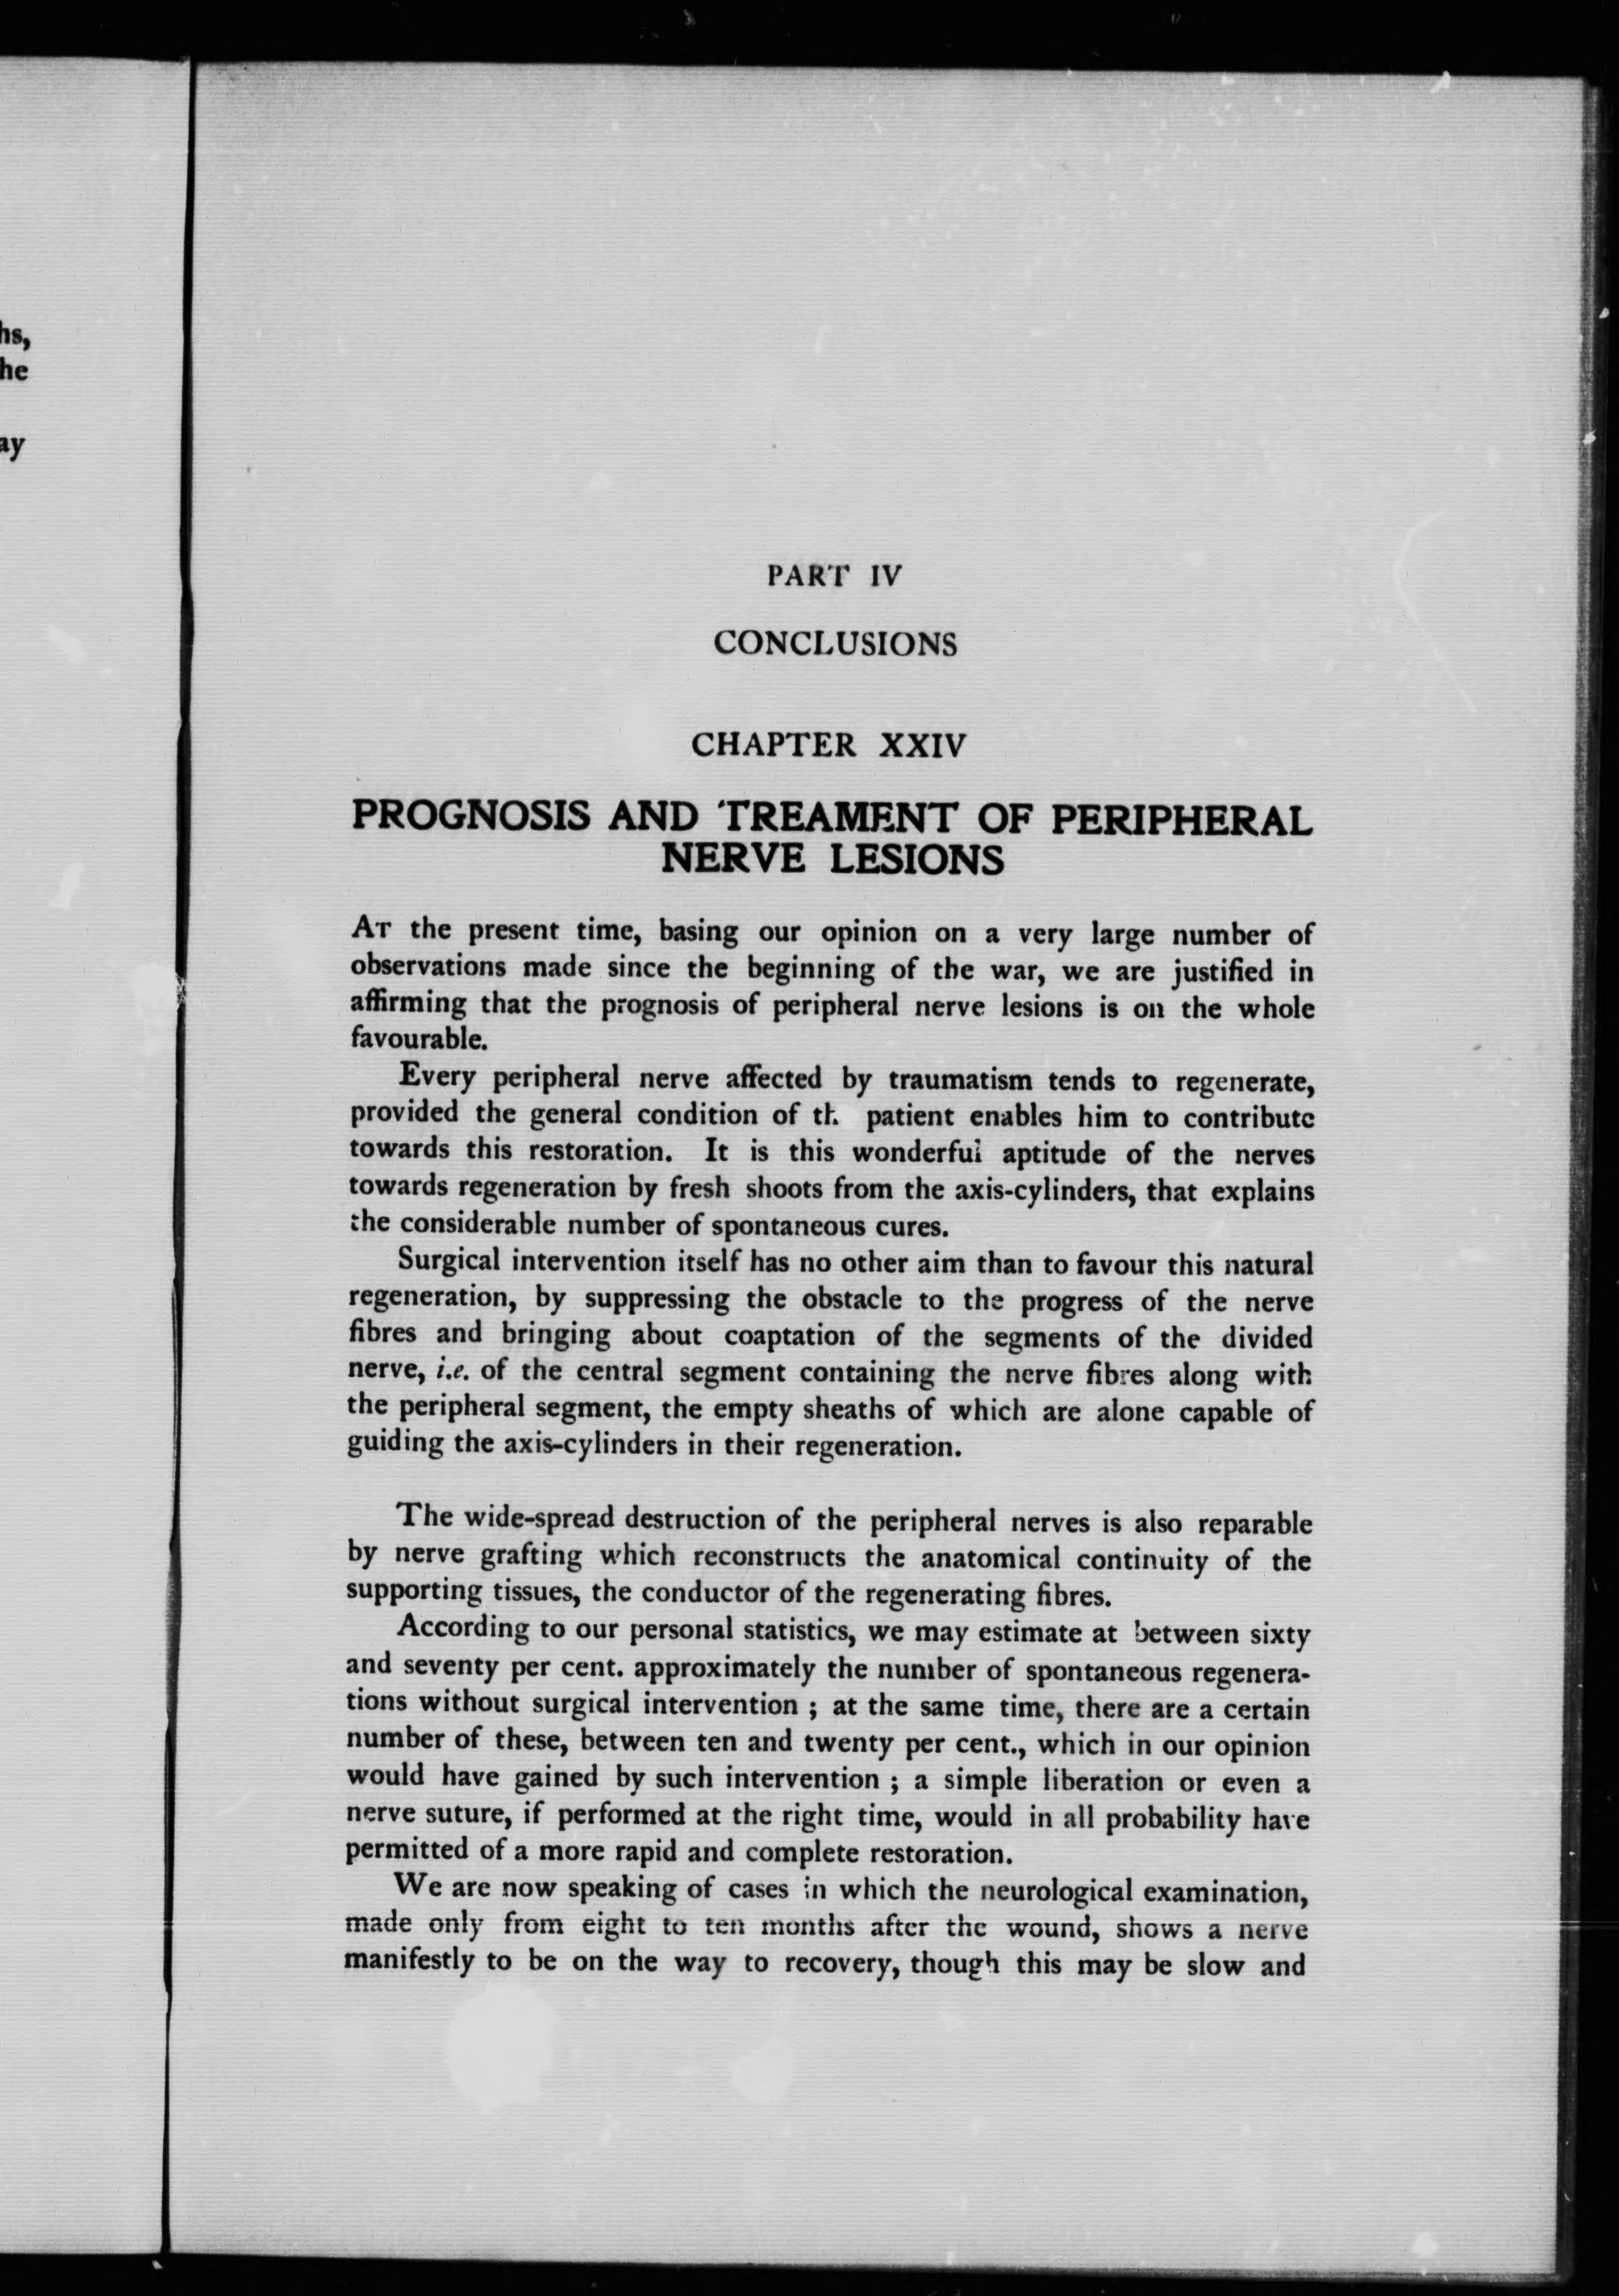 hs,
he
ay
PART IV
CONCLUSIONS
CHAPTER XXIV
PROGNOSIS AND TREAMENT OF PERIPHERAL
NERVE LESIONS
AT the present time, basing our opinion on a very large number of
observations made since the beginning of the war, we are justified in
affirming that the prognosis of peripheral nerve lesions is on the whole
favourable.
Every peripheral nerve affected by traumatism tends to regenerate,
provided the general condition of th patient enables him to contribute
towards this restoration. It is this wonderful aptitude of the nerves
towards regeneration by fresh shoots from the axis-cylinders, that explains
the considerable number of spontaneous cures.
Surgical intervention itself has no other aim than to favour this natural
regeneration, by suppressing the obstacle to the progress of the nerve
fibres and bringing about coaptation of the segments of the divided
nerve, i.e. of the central segment containing the nerve fibres along with
the peripheral segment, the empty sheaths of which are alone capable of
guiding the axis-cylinders in their regeneration.
The wide-spread destruction of the peripheral nerves is also reparable
by nerve grafting which reconstructs the anatomical continuity of the
supporting tissues, the conductor of the regenerating fibres.
According to our personal statistics, we may estimate at between sixty
and seventy per cent. approximately the number of spontaneous regenera-
tions without surgical intervention ; at the same time, there are a certain
number of these, between ten and twenty per cent., which in our opinion
would have gained by such intervention ; a simple liberation or even a
nerve suture, if performed at the right time, would in all probability have
permitted of a more rapid and complete restoration.
We are now speaking of cases in which the neurological examination,
made only from eight to ten months after the wound, shows a nerve
manifestly to be on the way to recovery, though this may be slow and